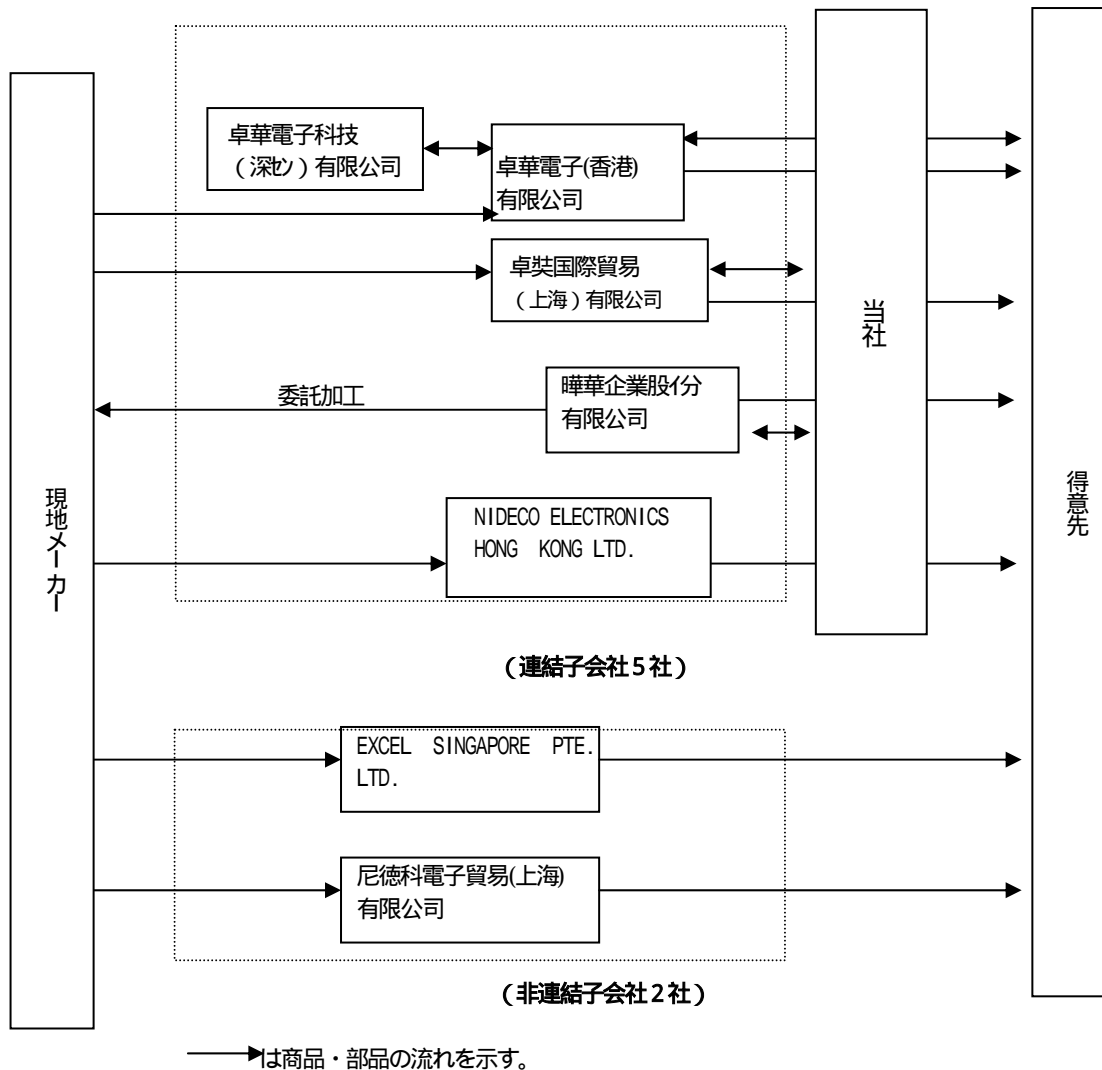 卓華電子科技
（深セン）有限公司
卓華電子(香港)
有限公司
卓奘国際貿易
（上海）有限公司
委託加工
曄華企業股イ分
有限公司
NIDECO ELECTRONICS
HONG KONG LTD.
現地メーカー
当社
得意先
（連結子会社５社）
EXCEL SINGAPORE PTE.
LTD.
尼徳科電子貿易(上海)
有限公司
（非連結子会社２社）
は商品・部品の流れを示す。